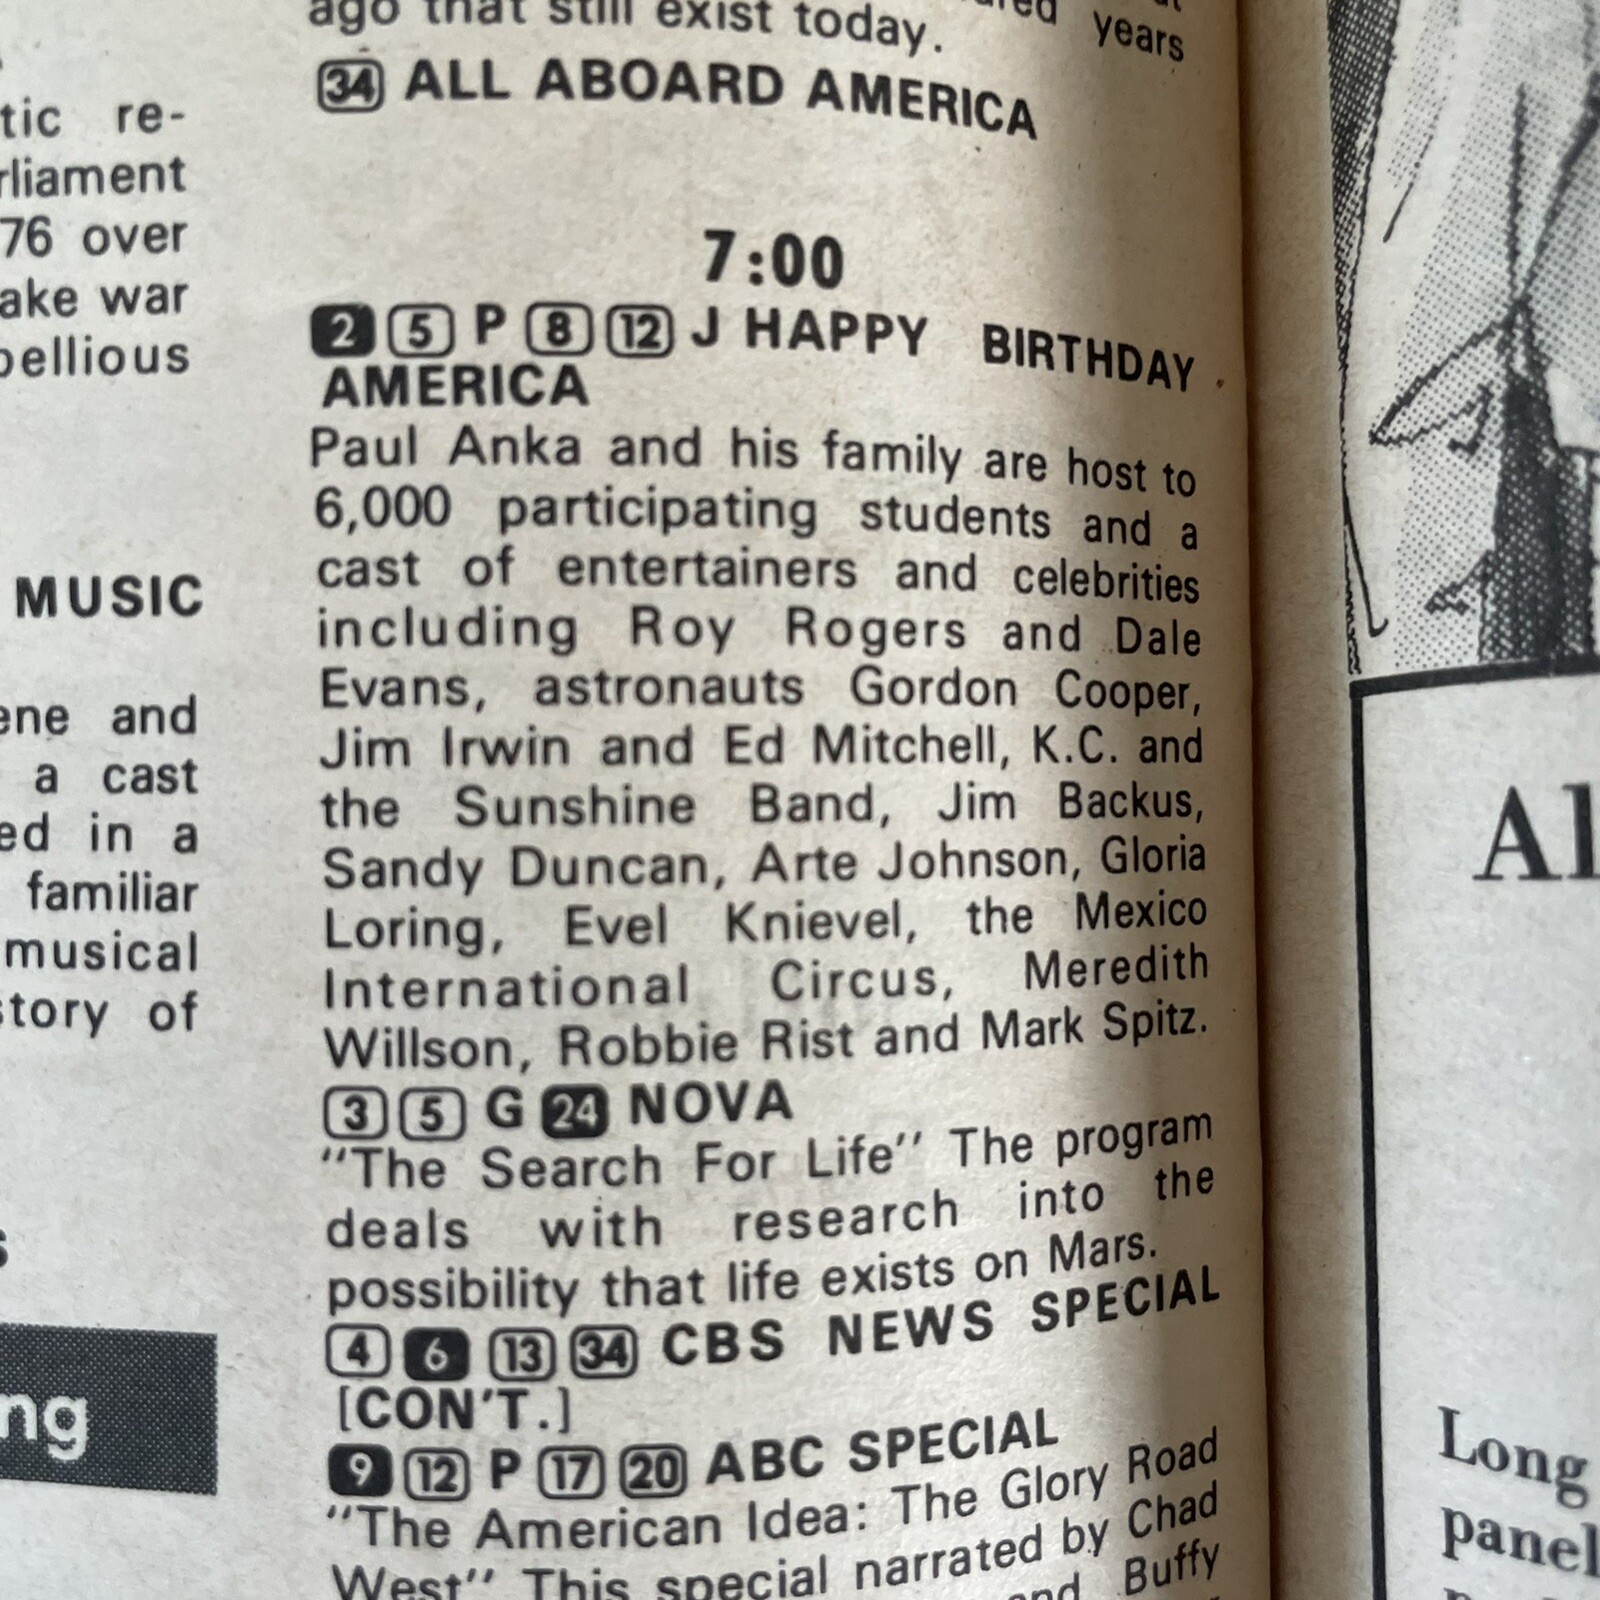 tic re-
rliament
76 over
ake war
bellious
MUSIC
ene and
a cast
ed in a
familiar
musical
story of
s
ng
years
ago that still exist today.
34 ALL ABOARD AMERICA
7:00
2 5 P 8 12 J HAPPY BIRTHDAY
AMERICA
Paul Anka and his family are host to
6,000 participating students and a
cast of entertainers and celebrities
including Roy Rogers and Dale
Evans, astronauts Gordon Cooper,
Jim Irwin and Ed Mitchell, K.C. and
the Sunshine Band, Jim Backus,
Sandy Duncan, Arte Johnson, Gloria
Loring, Evel Knievel, the Mexico
International Circus, Meredith
Willson, Robbie Rist and Mark Spitz.
3 5 G 24 NOVA
"The Search For Life" The program
deals with research into the
possibility that life exists on Mars.
4 6 13 34 CBS NEWS SPECIAL
[CON'T.]
9 12 P 17 20 ABC SPECIAL
"The American Idea: The Glory Road
West" This special narrated by Chad
and Buffy
Al
Long
panel